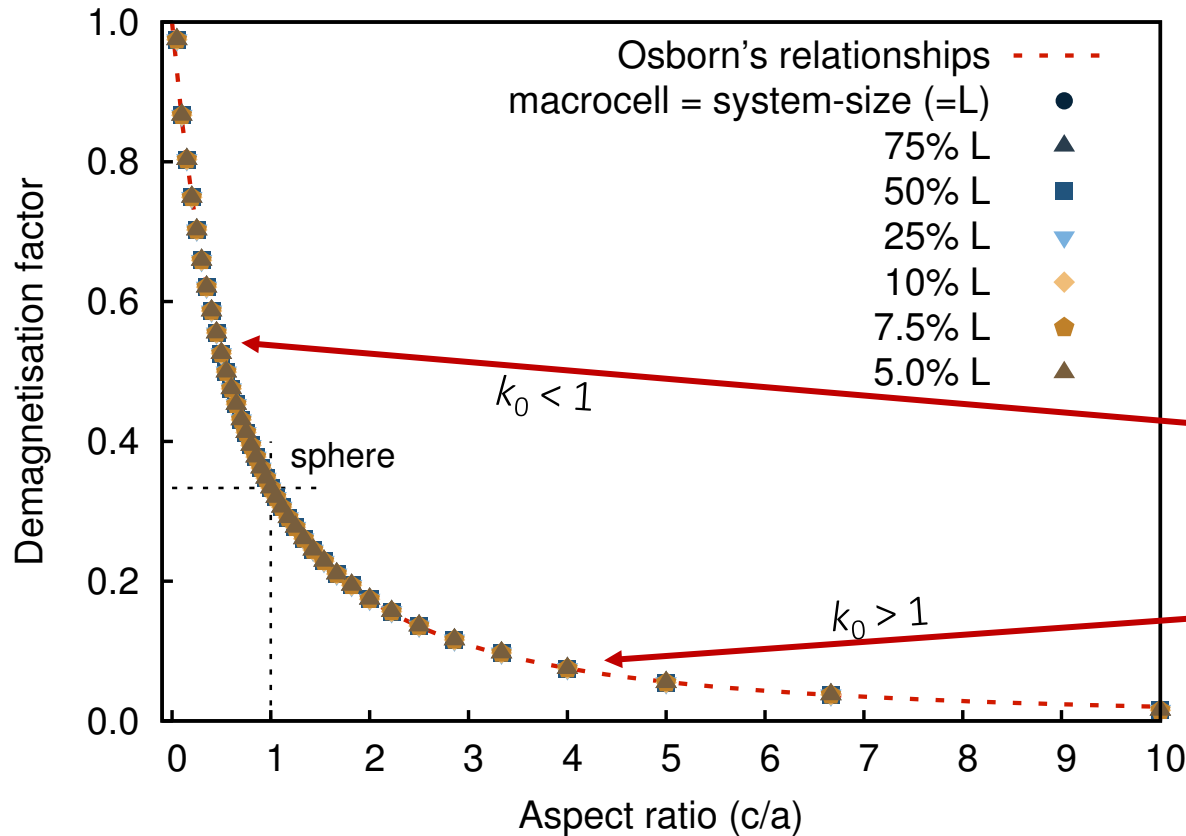 Osborn's relationships
macrocell = system-size (=L)
75% L
50% L
25% L
10% L
7.5% L
5.0% L
k0 < 1
sphere
k0 > 1
1.0
0.8
0.6
0.4
0.2
0.0
Demagnetisation factor
0 1 2 3 4 5 6 7 8 9 10
Aspect ratio (c/a)